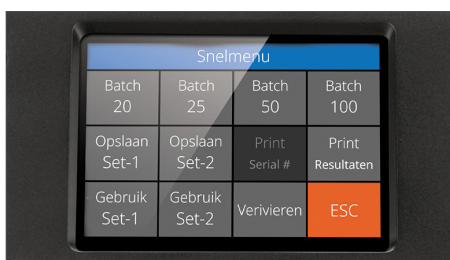 Snelmenu
Batch 20
Batch 25
Batch 50
Batch 100
Opslaan Set-1
Opslaan Set-2
Print Serial #
Print Resultaten
Gebruik Set-1
Gebruik Set-2
Verivieren
ESC